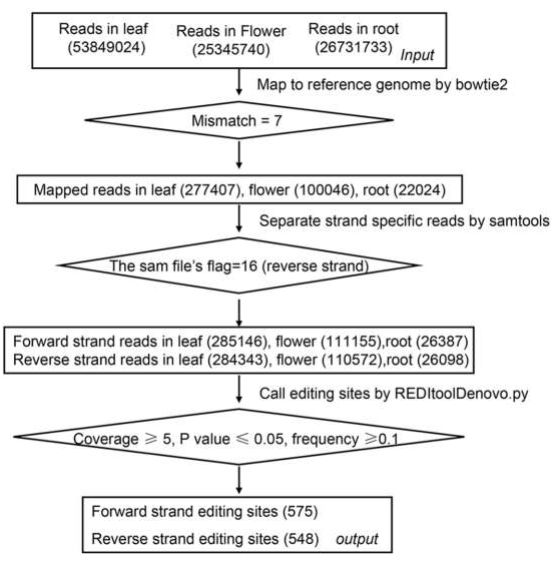 Reads in leaf
(53849024)
Reads in Flower
(25345740)
Reads in root
(26731733)
Input
Map to reference genome by bowtie2
Mismatch = 7
Mapped reads in leaf (277407), flower (100046), root (22024)
Separate strand specific reads by samtools
The sam file's flag=16 (reverse strand)
Forward strand reads in leaf (285146), flower (111155),root (26387)
Reverse strand reads in leaf (284343), flower (110572),root (26098)
Call editing sites by REDItoolDenovo.py
Coverage ≥ 5, P value ≤ 0.05, frequency ≥0.1
Forward strand editing sites (575)
Reverse strand editing sites (548) output